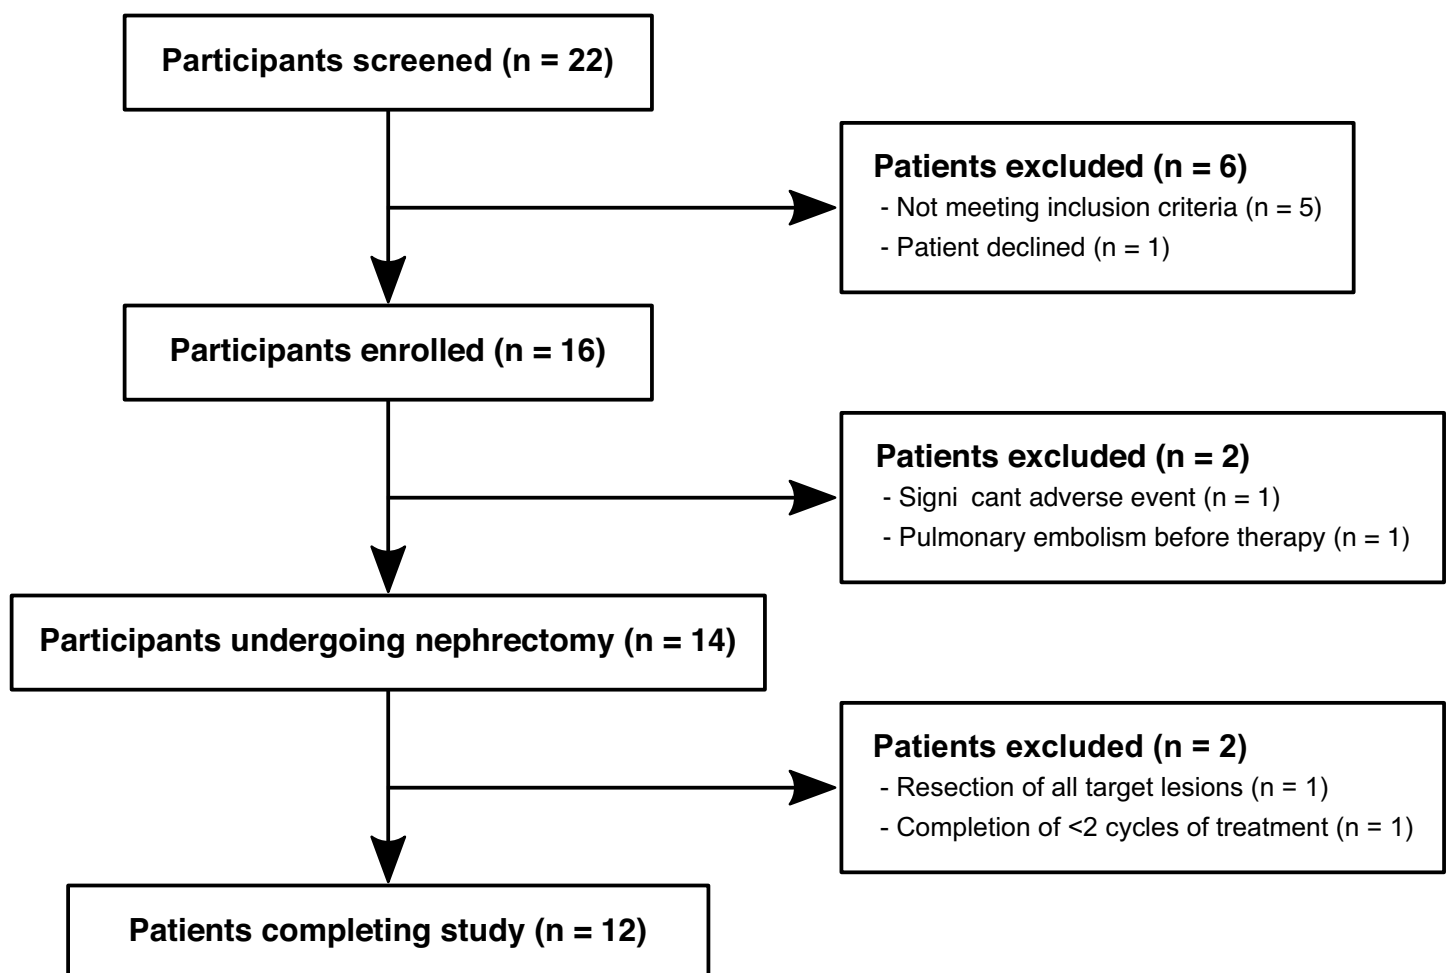 Participants screened (n = 22)
Patients excluded (n = 6)
- Not meeting inclusion criteria (n = 5)
- Patient declined (n = 1)
Participants enrolled (n = 16)
Patients excluded (n = 2)
- Signi cant adverse event (n = 1)
- Pulmonary embolism before therapy (n = 1)
Participants undergoing nephrectomy (n = 14)
Patients excluded (n = 2)
- Resection of all target lesions (n = 1)
- Completion of <2 cycles of treatment (n = 1)
Patients completing study (n = 12)